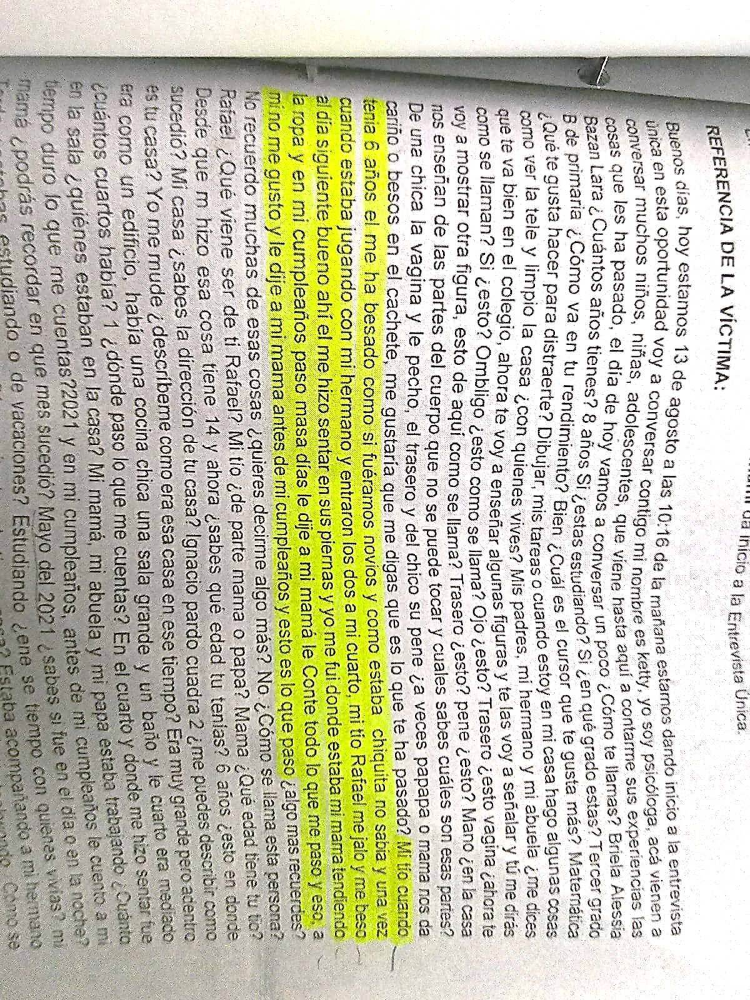 inicio a la Entrevista Única.
REFERENCIA DE LA VÍCTIMA:
Buenos días, hoy estamos 13 de agosto a las 10:16 de la mañana estamos dando inicio a la entrevista
única en esta oportunidad voy a conversar contigo mi nombre es ketty, yo soy psicóloga, acá vienen a
conversar muchos niños, niñas, adolescentes, que viene hasta aquí a contarme sus experiencias las
cosas que les ha pasado, el día de hoy vamos a conversar un poco ¿Cómo te llamas? Briela Alessia
Bazan Lara ¿Cuántos años tienes? 8 años Si ¿estas estudiando? Si ¿en qué grado estas? Tercer grado
B de primaria ¿Cómo va en tu rendimiento? Bien ¿Cuál es el cursor que te gusta más? Matemática
¿Qué te gusta hacer para distraerte? Dibujar, mis tareas o cuando estoy en mi casa hago algunas cosas
como ver la tele y limpio la casa ¿con quienes vives? Mis padres, mi hermano y mi abuela ¿me dices
que te va bien en el colegio, ahora te voy a enseñar algunas figuras y te las voy a señalar y tú me dirás
como se llaman? Si ¿esto? Ombligo ¿esto como se llama? Ojo ¿esto? Trasero ¿esto vagina ¿ahora te
voy a mostrar otra figura, esto de aquí como se llama? Trasero ¿esto? pene ¿esto? Mano ¿en la casa
nos enseñan de las partes del cuerpo que no se puede tocar y cuales sabes cuáles son esas partes?
De una chica la vagina y le pecho, el trasero y del chico su pene ¿a veces papapa o mama nos da
cariño o besos en el cachete, me gustaría que me digas que es lo que te ha pasado? Mi tío cuando
tenia 6 años el me ha besado como si fuéramos novios y como estaba chiquita no sabia y una vez
cuando estaba jugando con mi hermano y entraron los dos a mi cuarto, mi tío Rafael me jalo y me beso
al día siguiente bueno ahí el me hizo sentar en sus piernas y yo me fui donde estaba mi mama tendiendo
la ropa y en mi cumpleaños paso masa días le dije a mi mamá le Conte todo lo que me paso y eso, a
mi no me gusto y le dije a mi mama antes de mi cumpleaños y esto es lo que paso ¿algo mas recuerdas?
No recuerdo muchas de esas cosas ¿quieres decirme algo más? No ¿Cómo se llama esta persona?
Rafael ¿Qué viene ser de ti Rafael? Mi tío ¿de parte mama o papa? Mama ¿Qué edad tiene tu tío?
Desde que m hizo esa cosa tiene 14 y ahora ¿sabes qué edad tu tenías? 6 años ¿esto en donde
sucedió? Mi casa ¿sabes la dirección de tu casa? Ignacio pardo cuadra 2 ¿me puedes describir como
es tu casa? Yo me mude ¿describeme como era esa casa en ese tiempo? Era muy grande pero adentro
era como un edificio, había una cocina chica una sala grande y un baño y le cuarto era mediado
¿cuántos cuartos había? 1 ¿dónde paso lo que me cuentas? En el cuarto y donde me hizo sentar fue
en la sala ¿quiénes estaban en la casa? Mi mamá, mi abuela y mi papa estaba trabajando ¿Cuánto
tiempo duro lo que me cuentas?2021 y en mi cumpleaños, antes de mi cumpleaños le cuento a mi
mamá ¿podrás recordar en que mes sucedió? Mayo del 2021 ¿sabes si fue en el día o en la noche?
estudiando o de vacaciones? Estudiando ¿ene se tiempo con quienes vivís? mi
Estaba acompañando a mi hermano